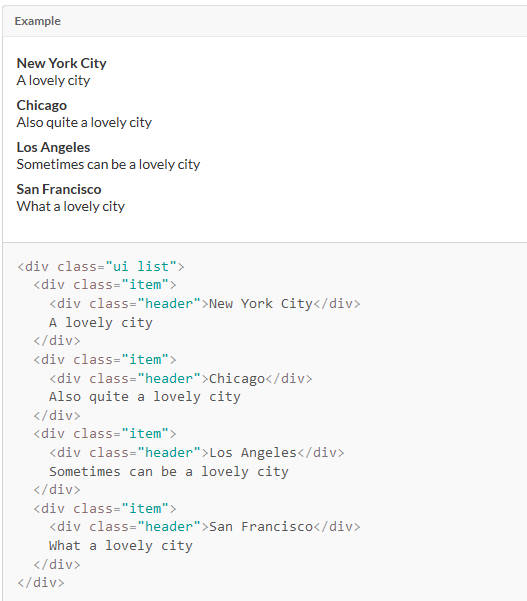 Example
New York City
A lovely city
Chicago
Also quite a lovely city
Los Angeles
Sometimes can be a lovely city
San Francisco
What a lovely city
<div class="ui list">
  <div class="item">
    <div class="header">New York City</div>
    A lovely city
  </div>
  <div class="item">
    <div class="header">Chicago</div>
    Also quite a lovely city
  </div>
  <div class="item">
    <div class="header">Los Angeles</div>
    Sometimes can be a lovely city
  </div>
  <div class="item">
    <div class="header">San Francisco</div>
    What a lovely city
  </div>
</div>